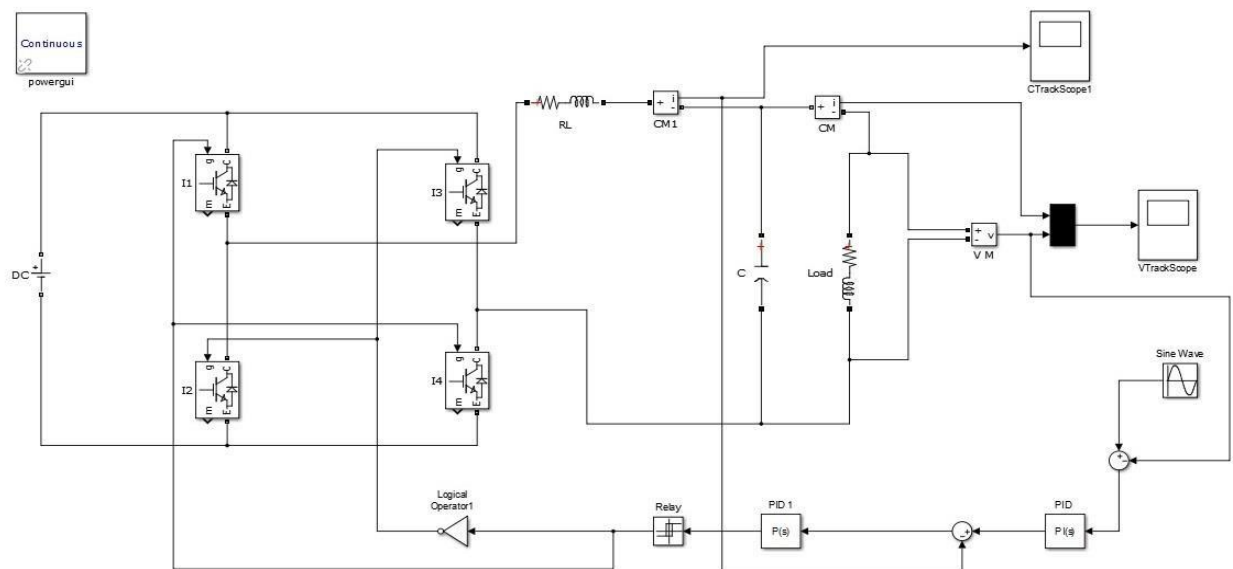 Continuous
powergui
CTrackScope1
RL
+
i
-
CM1
+
i
-
CM
g
C
I1
m
E
g
C
I3
m
E
DC
+
C
+
Load
+
-
v
V M
VTrackScope
g
C
I2
m
E
g
C
I4
m
E
Sine Wave
+
-
Logical
Operator1
Relay
PID 1
P(s)
-
+
PID
PI(s)